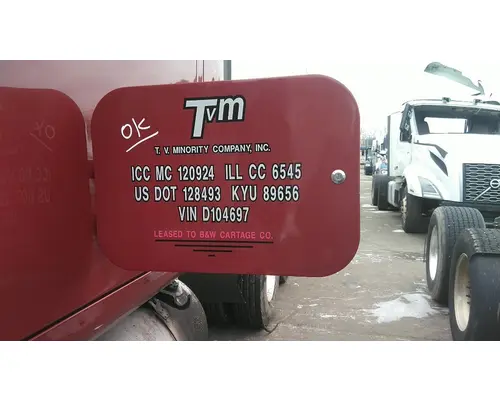 TvM
OK
T. V. MINORITY COMPANY, INC.
ICC MC 120924 ILL CC 6545
US DOT 128493 KYU 89656
VIN D104697
LEASED TO B&W CARTAGE CO.